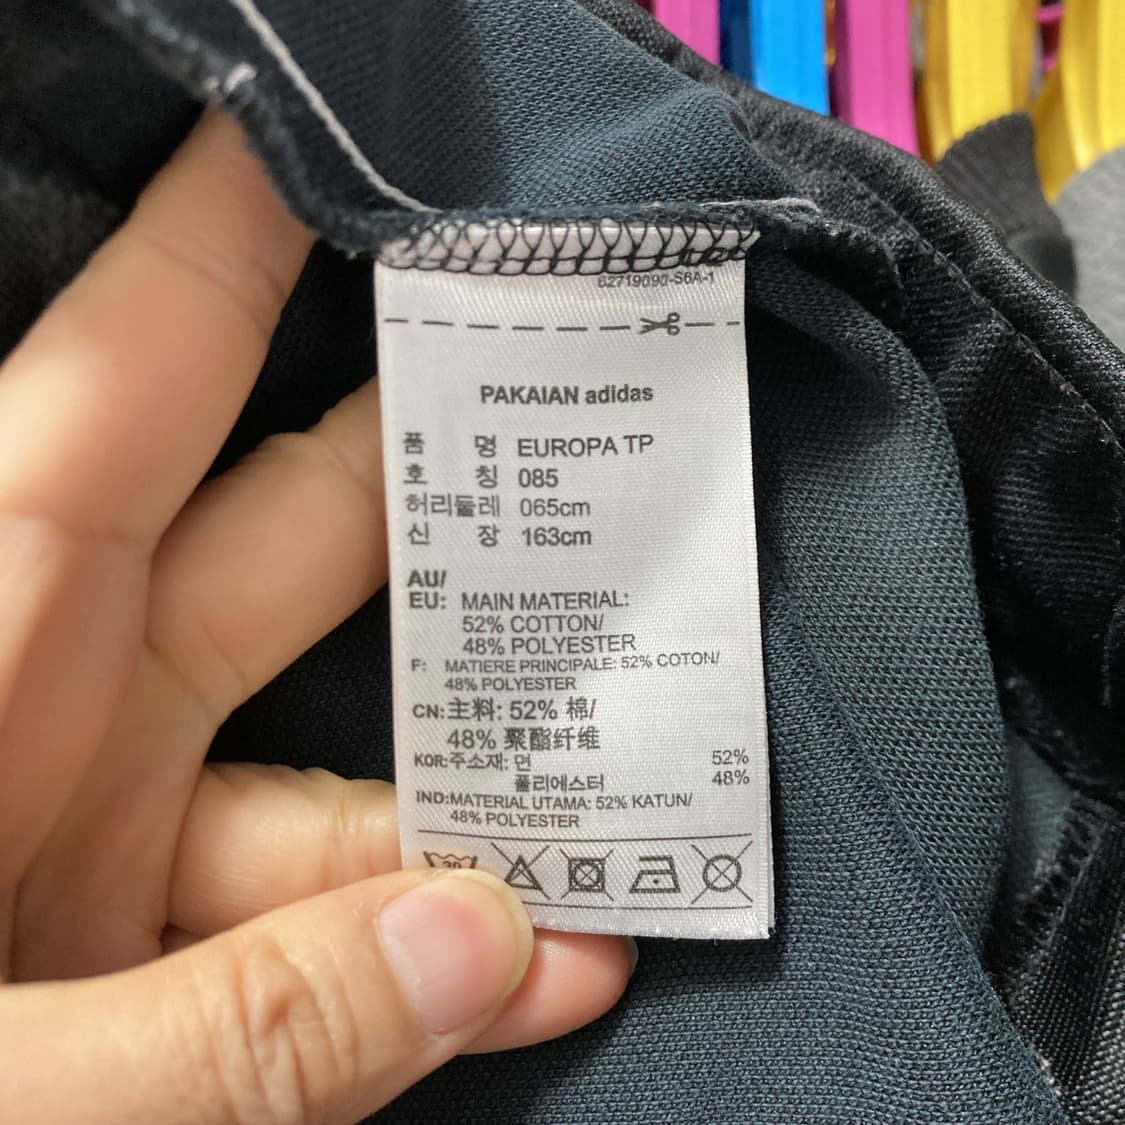 62719090-S6A-1
PAKAIAN adidas
품 명 EUROPA TP
호 칭 085
허리둘레 065cm
신 장 163cm
AU/
EU: MAIN MATERIAL:
52% COTTON/
48% POLYESTER
F: MATIERE PRINCIPALE: 52% COTON/
48% POLYESTER
CN:主料: 52% 棉/
48% 聚酯纤维
KOR:주소재: 면 52%
폴리에스터 48%
IND:MATERIAL UTAMA: 52% KATUN/
48% POLYESTER
30